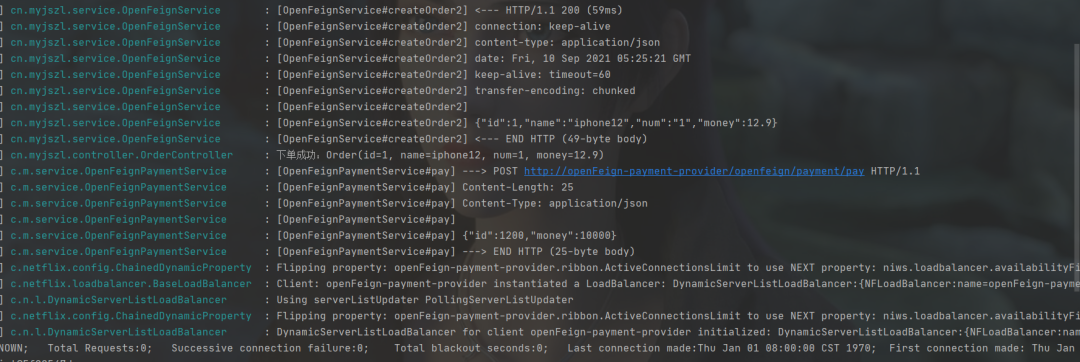 ] cn.myjszl.service.OpenFeignService : [OpenFeignService#createOrder2] <--- HTTP/1.1 200 (59ms)
] cn.myjszl.service.OpenFeignService : [OpenFeignService#createOrder2] connection: keep-alive
] cn.myjszl.service.OpenFeignService : [OpenFeignService#createOrder2] content-type: application/json
] cn.myjszl.service.OpenFeignService : [OpenFeignService#createOrder2] date: Fri, 10 Sep 2021 05:25:21 GMT
] cn.myjszl.service.OpenFeignService : [OpenFeignService#createOrder2] keep-alive: timeout=60
] cn.myjszl.service.OpenFeignService : [OpenFeignService#createOrder2] transfer-encoding: chunked
] cn.myjszl.service.OpenFeignService : [OpenFeignService#createOrder2]
] cn.myjszl.service.OpenFeignService : [OpenFeignService#createOrder2] {"id":1,"name":"iphone12","num":"1","money":12.9}
] cn.myjszl.service.OpenFeignService : [OpenFeignService#createOrder2] <--- END HTTP (49-byte body)
] cn.myjszl.controller.OrderController : 下单成功：Order(id=1, name=iphone12, num=1, money=12.9)
] c.m.service.OpenFeignPaymentService : [OpenFeignPaymentService#pay] ---> POST http://openFeign-payment-provider/openfeign/payment/pay HTTP/1.1
] c.m.service.OpenFeignPaymentService : [OpenFeignPaymentService#pay] Content-Length: 25
] c.m.service.OpenFeignPaymentService : [OpenFeignPaymentService#pay] Content-Type: application/json
] c.m.service.OpenFeignPaymentService : [OpenFeignPaymentService#pay]
] c.m.service.OpenFeignPaymentService : [OpenFeignPaymentService#pay] {"id":1200,"money":10000}
] c.m.service.OpenFeignPaymentService : [OpenFeignPaymentService#pay] ---> END HTTP (25-byte body)
] c.netflix.config.ChainedDynamicProperty : Flipping property: openFeign-payment-provider.ribbon.ActiveConnectionsLimit to use NEXT property: niws.loadbalancer.availabilityFi
] c.netflix.loadbalancer.BaseLoadBalancer : Client: openFeign-payment-provider instantiated a LoadBalancer: DynamicServerListLoadBalancer:{NFLoadBalancer:name=openFeign-payme
] c.n.l.DynamicServerListLoadBalancer : Using serverListUpdater PollingServerListUpdater
] c.netflix.config.ChainedDynamicProperty : Flipping property: openFeign-payment-provider.ribbon.ActiveConnectionsLimit to use NEXT property: niws.loadbalancer.availabilityFi
] c.n.l.DynamicServerListLoadBalancer : DynamicServerListLoadBalancer for client openFeign-payment-provider initialized: DynamicServerListLoadBalancer:{NFLoadBalancer:nam
NOWN; Total Requests:0; Successive connection failure:0; Total blackout seconds:0; Last connection made:Thu Jan 01 08:00:00 CST 1970; First connection made: Thu Jan